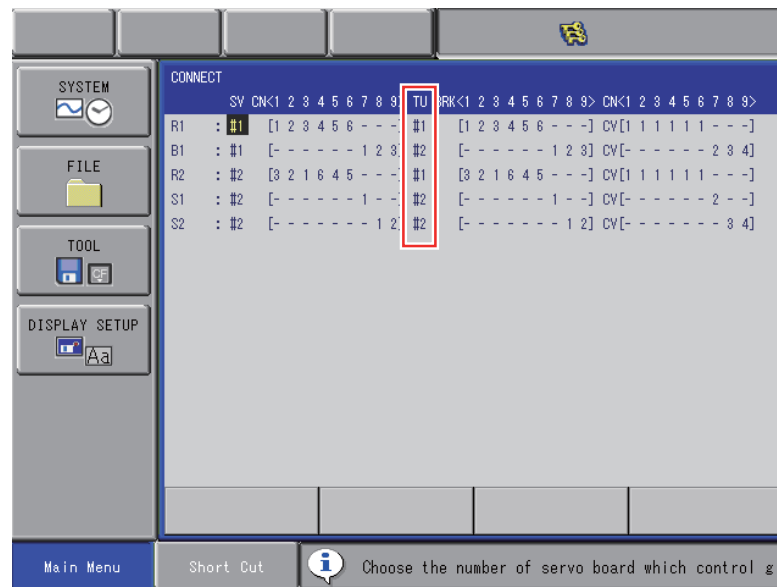 SYSTEM
FILE
TOOL
CF
DISPLAY SETUP
Aa
CONNECT
SV CN<1 2 3 4 5 6 7 8 9> TU BRK<1 2 3 4 5 6 7 8 9> CN<1 2 3 4 5 6 7 8 9>
R1 : #1 [1 2 3 4 5 6 - - -] #1 [1 2 3 4 5 6 - - -] CV[1 1 1 1 1 1 - - -]
B1 : #1 [- - - - - - 1 2 3] #2 [- - - - - - 1 2 3] CV[- - - - - - 2 3 4]
R2 : #2 [3 2 1 6 4 5 - - -] #1 [3 2 1 6 4 5 - - -] CV[1 1 1 1 1 1 - - -]
S1 : #2 [- - - - - - 1 - -] #2 [- - - - - - 1 - -] CV[- - - - - - 2 - -]
S2 : #2 [- - - - - - - 1 2] #2 [- - - - - - - 1 2] CV[- - - - - - - 3 4]
Main Menu
Short Cut
Choose the number of servo board which control g